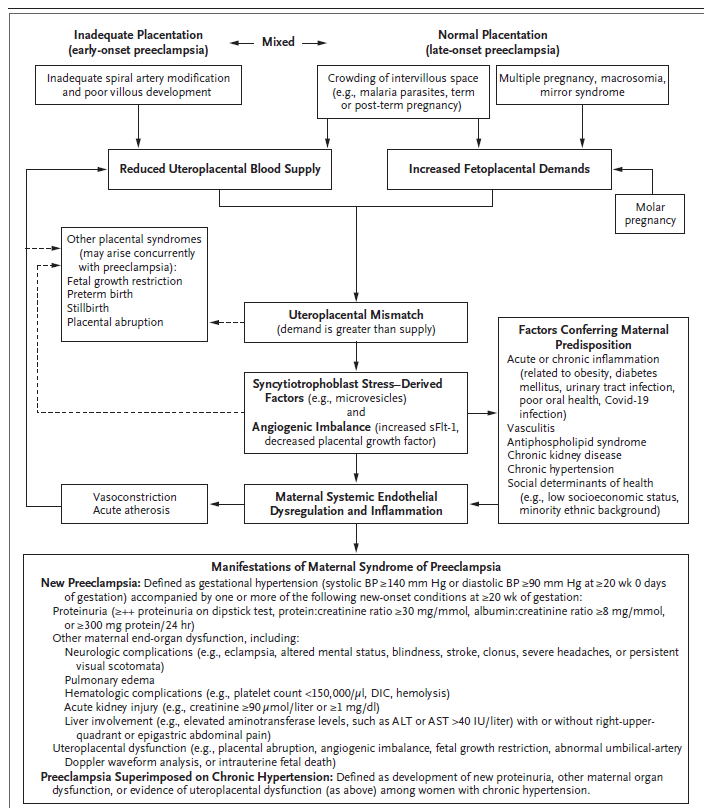 Inadequate Placentation
(early-onset preeclampsia)
Mixed
Normal Placentation
(late-onset preeclampsia)
Inadequate spiral artery modification
and poor villous development
Crowding of intervillous space
(e.g., malaria parasites, term
or post-term pregnancy)
Multiple pregnancy, macrosomia,
mirror syndrome
Reduced Uteroplacental Blood Supply
Increased Fetoplacental Demands
Molar
pregnancy
Other placental syndromes
(may arise concurrently
with preeclampsia):
Fetal growth restriction
Preterm birth
Stillbirth
Placental abruption
Uteroplacental Mismatch
(demand is greater than supply)
Factors Conferring Maternal
Predisposition
Acute or chronic inflammation
(related to obesity, diabetes
mellitus, urinary tract infection,
poor oral health, Covid-19
infection)
Vasculitis
Antiphospholipid syndrome
Chronic kidney disease
Chronic hypertension
Social determinants of health
(e.g., low socioeconomic status,
minority ethnic background)
Syncytiotrophoblast Stress–Derived
Factors (e.g., microvesicles)
and
Angiogenic Imbalance (increased sFlt-1,
decreased placental growth factor)
Vasoconstriction
Acute atherosis
Maternal Systemic Endothelial
Dysregulation and Inflammation
Manifestations of Maternal Syndrome of Preeclampsia
New Preeclampsia: Defined as gestational hypertension (systolic BP ≥140 mm Hg or diastolic BP ≥90 mm Hg at ≥20 wk 0 days
of gestation) accompanied by one or more of the following new-onset conditions at ≥20 wk of gestation:
Proteinuria (≥++ proteinuria on dipstick test, protein:creatinine ratio ≥30 mg/mmol, albumin:creatinine ratio ≥8 mg/mmol,
or ≥300 mg protein/24 hr)
Other maternal end-organ dysfunction, including:
Neurologic complications (e.g., eclampsia, altered mental status, blindness, stroke, clonus, severe headaches, or persistent
visual scotomata)
Pulmonary edema
Hematologic complications (e.g., platelet count <150,000/μl, DIC, hemolysis)
Acute kidney injury (e.g., creatinine ≥90 μmol/liter or ≥1 mg/dl)
Liver involvement (e.g., elevated aminotransferase levels, such as ALT or AST >40 IU/liter) with or without right-upper-
quadrant or epigastric abdominal pain)
Uteroplacental dysfunction (e.g., placental abruption, angiogenic imbalance, fetal growth restriction, abnormal umbilical-artery
Doppler waveform analysis, or intrauterine fetal death)
Preeclampsia Superimposed on Chronic Hypertension: Defined as development of new proteinuria, other maternal organ
dysfunction, or evidence of uteroplacental dysfunction (as above) among women with chronic hypertension.